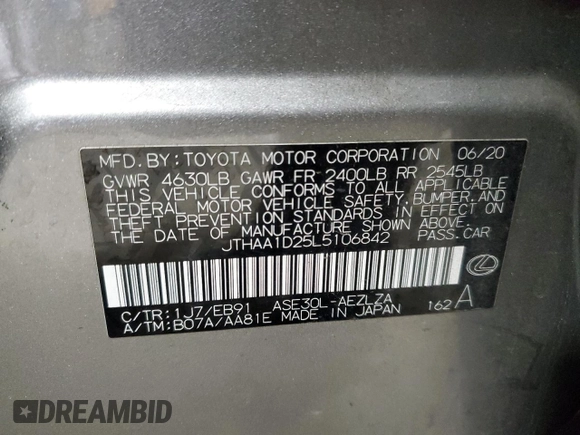 MFD.BY: TOYOTA MOTOR CORPORATION 06/20
GVWR 4630LB GAWR FR 2400LB RR 2545LB
THIS VEHICLE CONFORMS TO ALL APPLICABLE
FEDERAL MOTOR VEHICLE SAFETY, BUMPER, AND
THEFT PREVENTION STANDARDS IN EFFECT ON
THE DATE OF MANUFACTURE SHOWN ABOVE.
JTHAA1D25L5106842 PASS.CAR
C/TR: 1J7/EB91 ASE30L-AEZLZA
A/TM: B07A/AA81E MADE IN JAPAN 162 A
DREAMBID